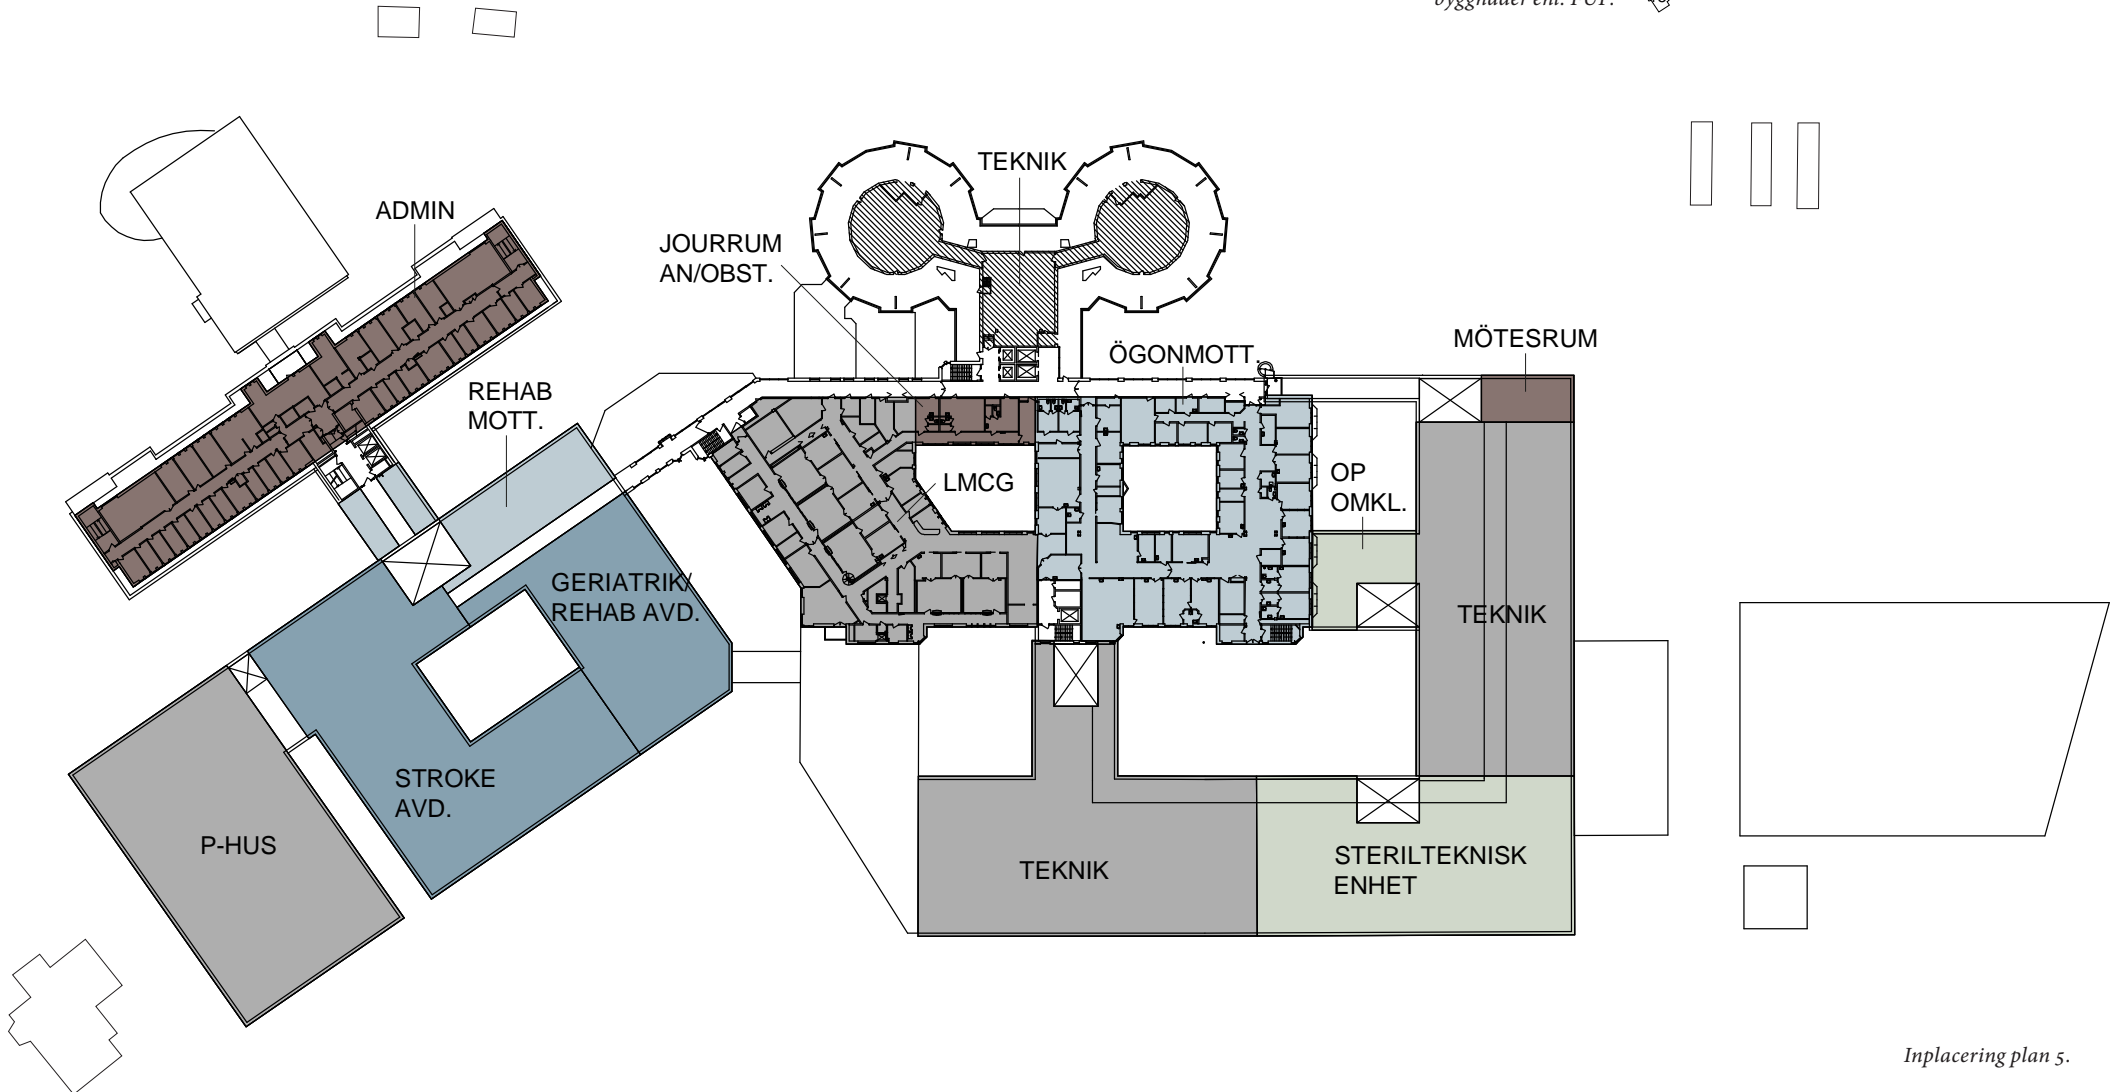 byggnader enl. FUP.
TEKNIK
ADMIN
JOURRUM
AN/OBST.
MÖTESRUM
ÖGONMOTT.
REHAB
MOTT.
LMCG
OP
OMKL.
GERIATRIK/
REHAB AVD.
TEKNIK
STROKE
AVD.
P-HUS
TEKNIK
STERILTEKNISK
ENHET
Inplacering plan 5.